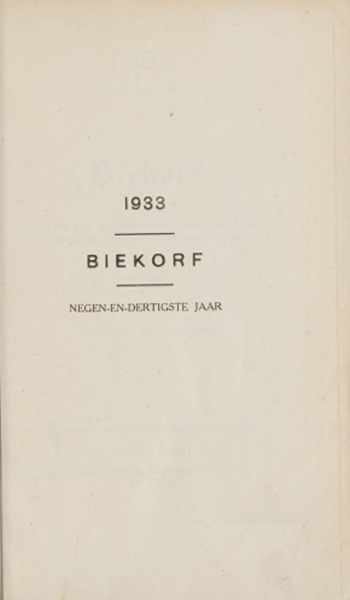 1933
BIEKORF
NEGEN-EN-DERTIGSTE JAAR